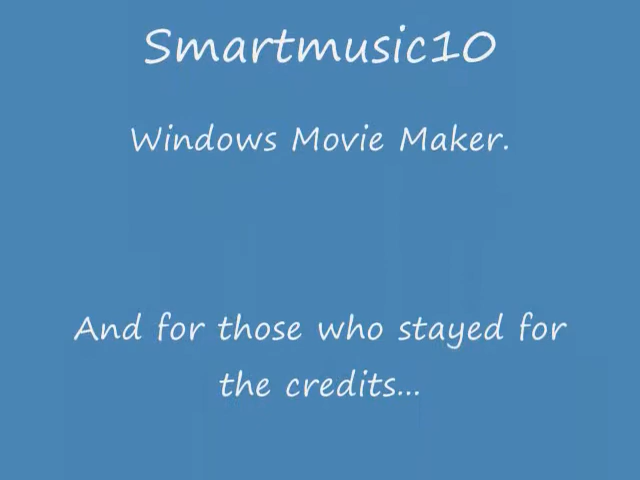 Smartmusic10
Windows Movie Maker.
And for those who stayed for
the credits...